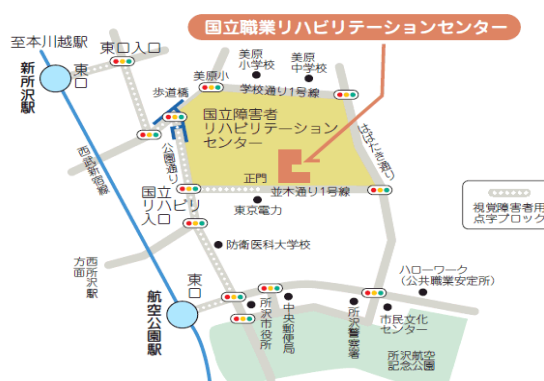 国立職業リハビリテーションセンター
至本川越駅
東口入口
新所沢駅
東口
美原小
美原
小学校
美原
中学校
学校通り1号線
歩道橋
国立障害者
リハビリテーション
センター
はばたき通り
西武新宿線
公園通り
正門
並木通り1号線
国立
リハビリ
入口
東京電力
視覚障害者用
点字ブロック
防衛医科大学校
西所沢駅
方面
東口
航空公園駅
所沢市役所
中央郵便局
所沢警察署
ハローワーク
(公共職業安定所)
市民文化
センター
所沢航空
記念公園